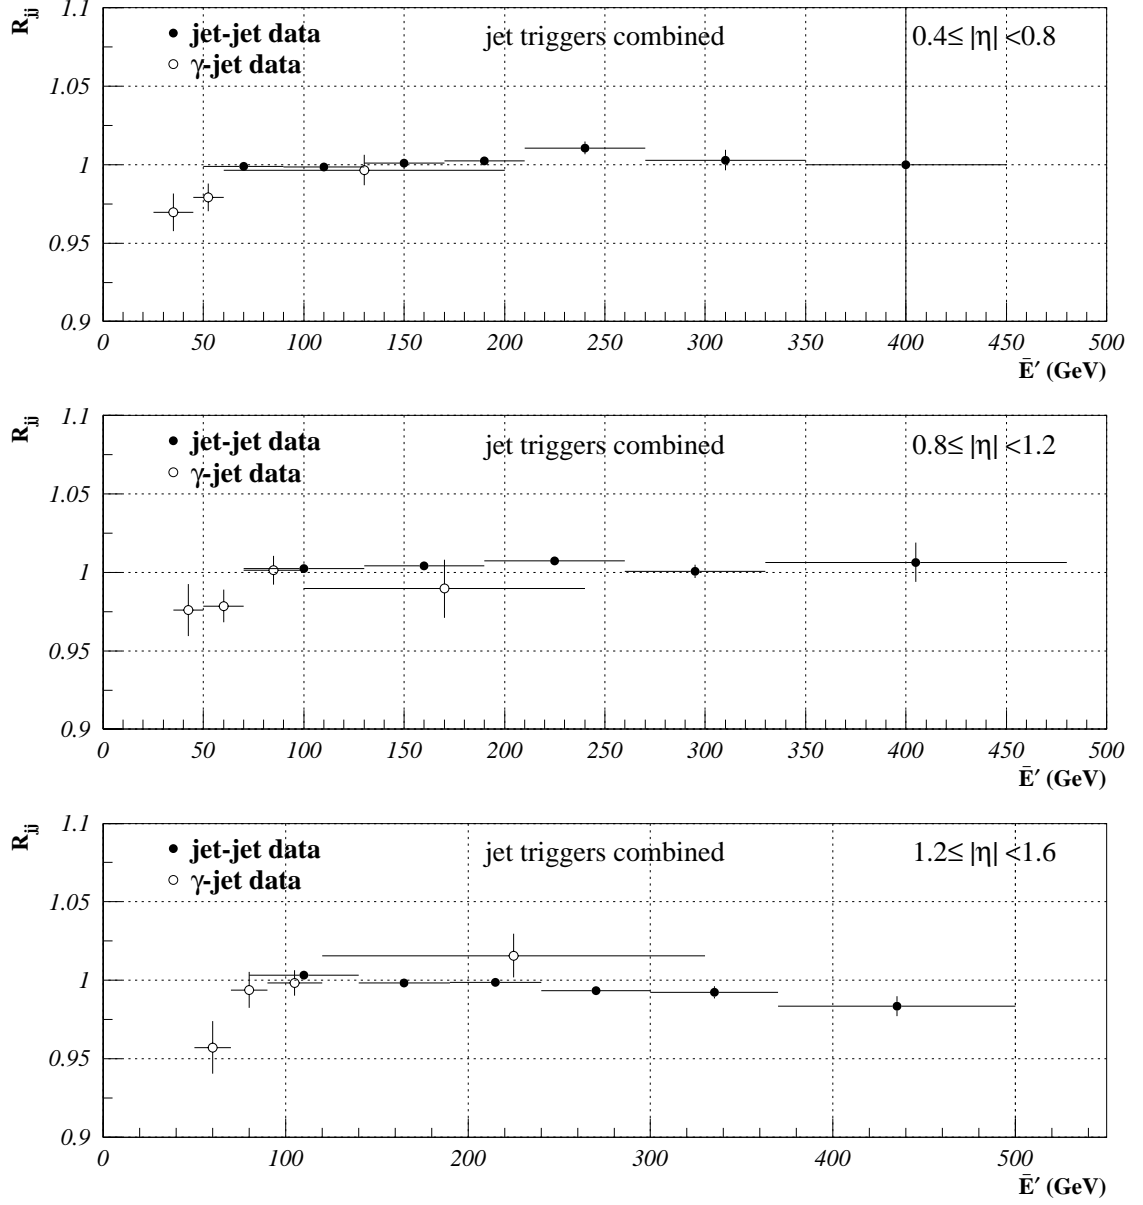 R_jj
1.1
● jet-jet data jet triggers combined 0.4≤ |η| <0.8
○ γ-jet data
1.05
1
0.95
0.9
0 50 100 150 200 250 300 350 400 450 500
Ē′ (GeV)
R_jj
1.1
● jet-jet data jet triggers combined 0.8≤ |η| <1.2
○ γ-jet data
1.05
1
0.95
0.9
0 50 100 150 200 250 300 350 400 450 500
Ē′ (GeV)
R_jj
1.1
● jet-jet data jet triggers combined 1.2≤ |η| <1.6
○ γ-jet data
1.05
1
0.95
0.9
0 100 200 300 400 500
Ē′ (GeV)